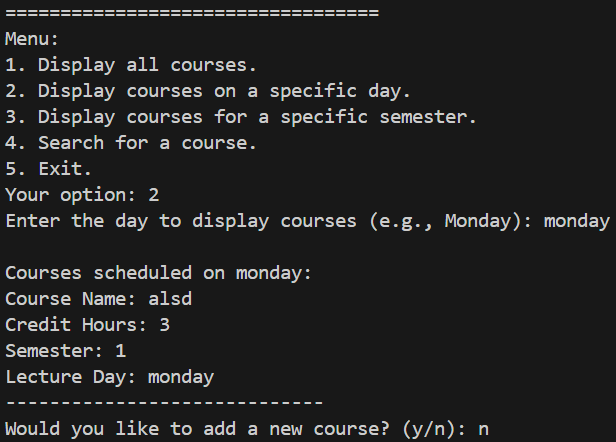 ==================================
Menu:
1. Display all courses.
2. Display courses on a specific day.
3. Display courses for a specific semester.
4. Search for a course.
5. Exit.
Your option: 2
Enter the day to display courses (e.g., Monday): monday
Courses scheduled on monday:
Course Name: alsd
Credit Hours: 3
Semester: 1
Lecture Day: monday
-----------------------------
Would you like to add a new course? (y/n): n